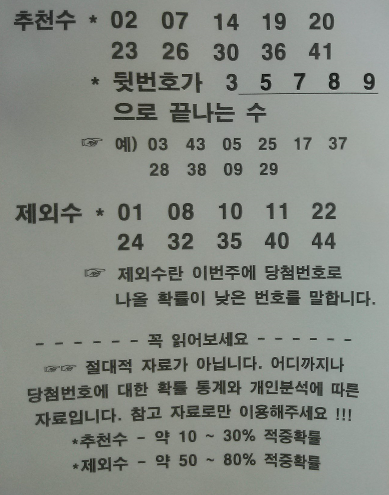 추천수 * 02 07 14 19 20
23 26 30 36 41
* 뒷번호가 3 5 7 8 9
으로 끝나는 수
☞ 예) 03 43 05 25 17 37
28 38 09 29
제외수 * 01 08 10 11 22
24 32 35 40 44
☞ 제외수란 이번주에 당첨번호로
나올 확률이 낮은 번호를 말합니다.
- - - - - - 꼭 읽어보세요 - - - - - -
☞☞ 절대적 자료가 아닙니다. 어디까지나
당첨번호에 대한 확률 통계와 개인분석에 따른
자료입니다. 참고 자료로만 이용해주세요 !!!
*추천수 - 약 10 ~ 30% 적중확률
*제외수 - 약 50 ~ 80% 적중확률